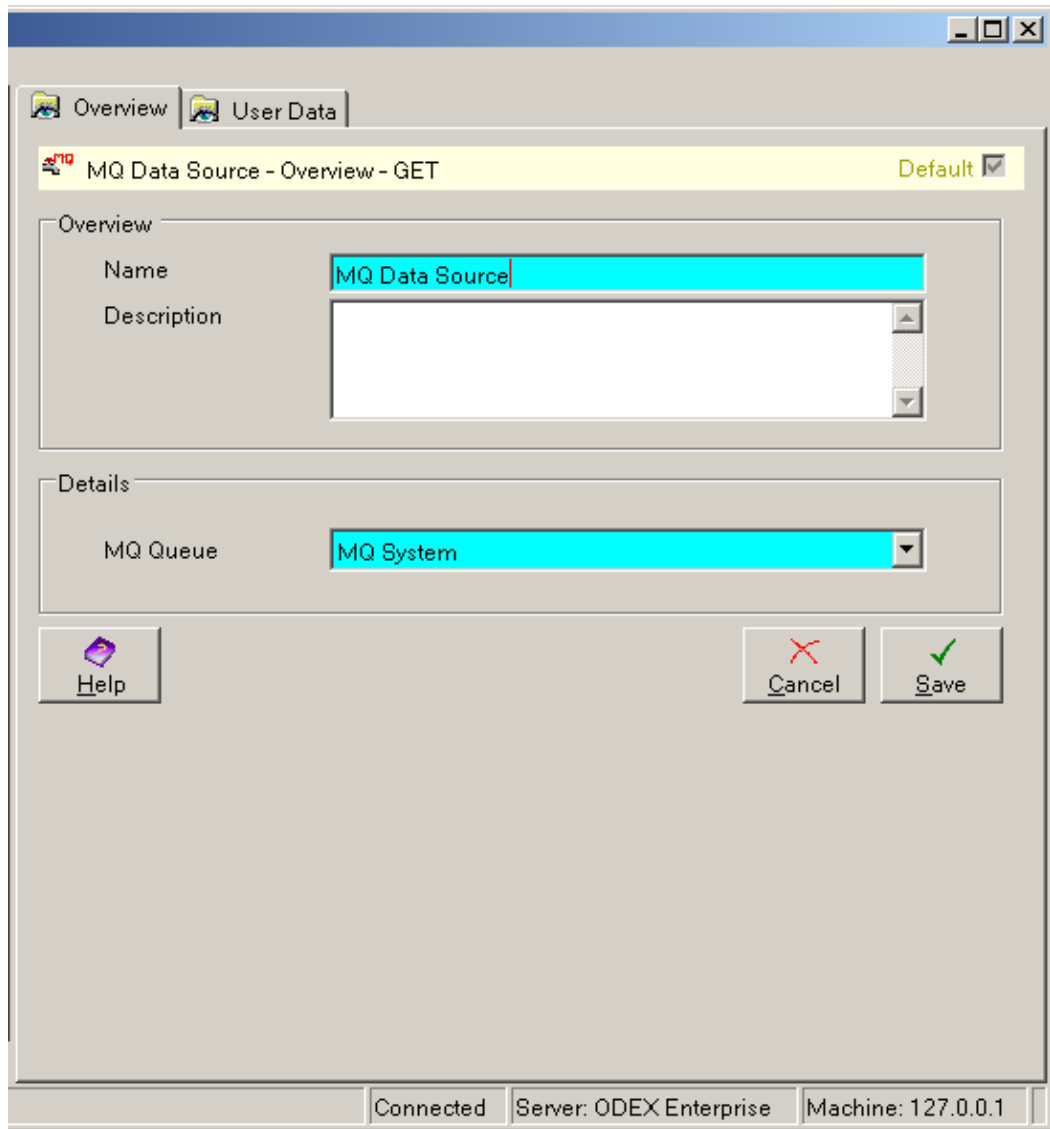 Overview User Data
MQ MQ Data Source - Overview - GET Default
Overview
Name MQ Data Source
Description
Details
MQ Queue MQ System
Help Cancel Save
Connected Server: ODEX Enterprise Machine: 127.0.0.1